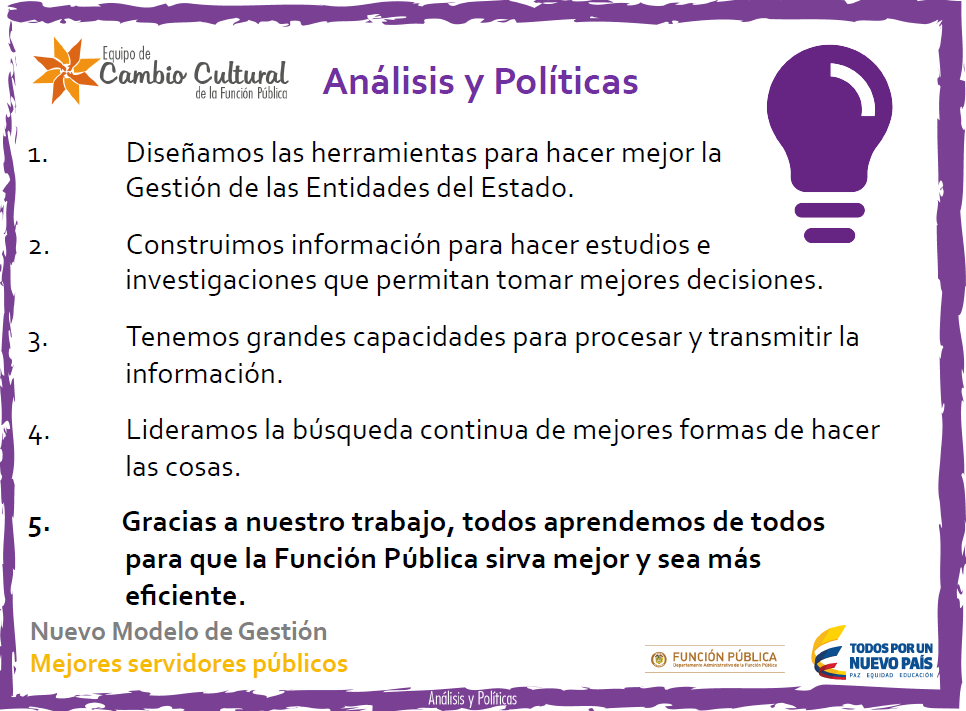 Equipo de
Cambio Cultural
de la Función Pública
Análisis y Políticas
1. Diseñamos las herramientas para hacer mejor la
Gestión de las Entidades del Estado.
2. Construimos información para hacer estudios e
investigaciones que permitan tomar mejores decisiones.
3. Tenemos grandes capacidades para procesar y transmitir la
información.
4. Lideramos la búsqueda continua de mejores formas de hacer
las cosas.
5. Gracias a nuestro trabajo, todos aprendemos de todos
para que la Función Pública sirva mejor y sea más
eficiente.
Nuevo Modelo de Gestión
Mejores servidores públicos
FUNCIÓN PÚBLICA
Departamento Administrativo de la Función Pública
TODOS POR UN
NUEVO PAÍS
PAZ EQUIDAD EDUCACIÓN
Análisis y Políticas